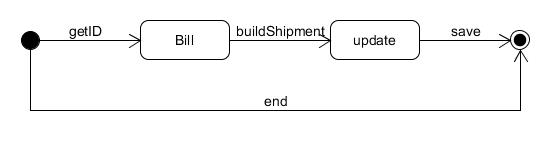 getID
Bill
buildShipment
update
save
end